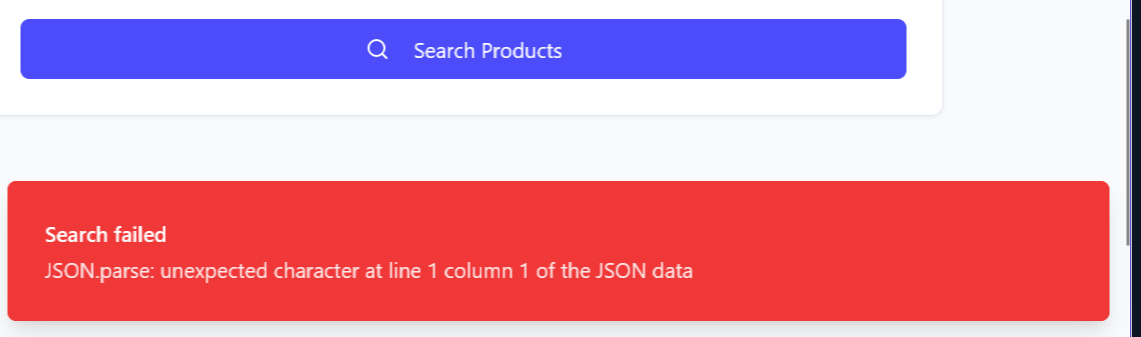 Search Products
Search failed
JSON.parse: unexpected character at line 1 column 1 of the JSON data